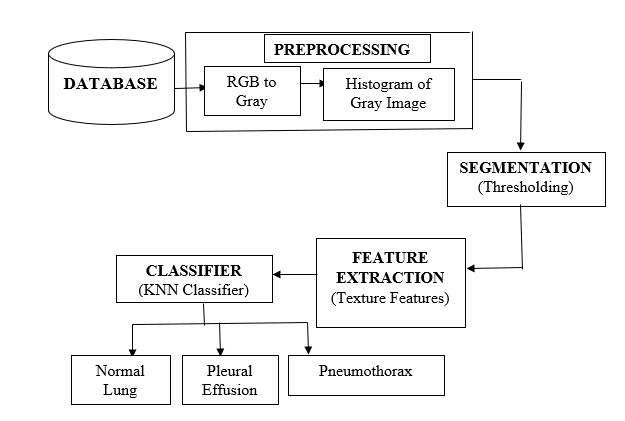 PREPROCESSING
DATABASE
RGB to
Gray
Histogram of
Gray Image
SEGMENTATION
(Thresholding)
FEATURE
EXTRACTION
(Texture Features)
CLASSIFIER
(KNN Classifier)
Normal
Lung
Pleural
Effusion
Pneumothorax